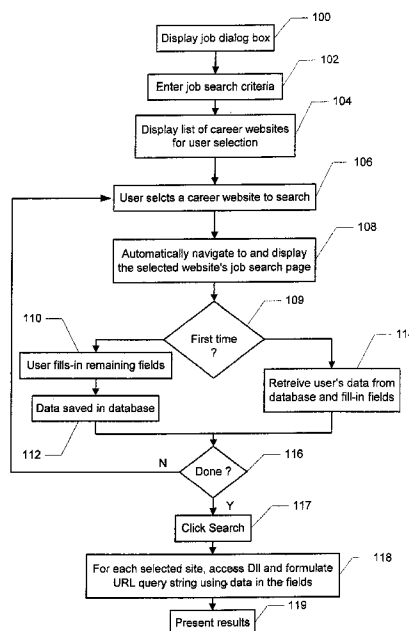 100
Display job dialog box
102
Enter job search criteria
104
Display list of career websites
for user selection
106
User selcts a career website to search
108
Automatically navigate to and display
the selected website's job search page
109
110
First time
?
User fills-in remaining fields
Retreive user's data from
database and fill-in fields
Data saved in database
112
N
Done ?
116
Y
117
Click Search
118
For each selected site, access Dll and formulate
URL query string using data in the fields
119
Present results